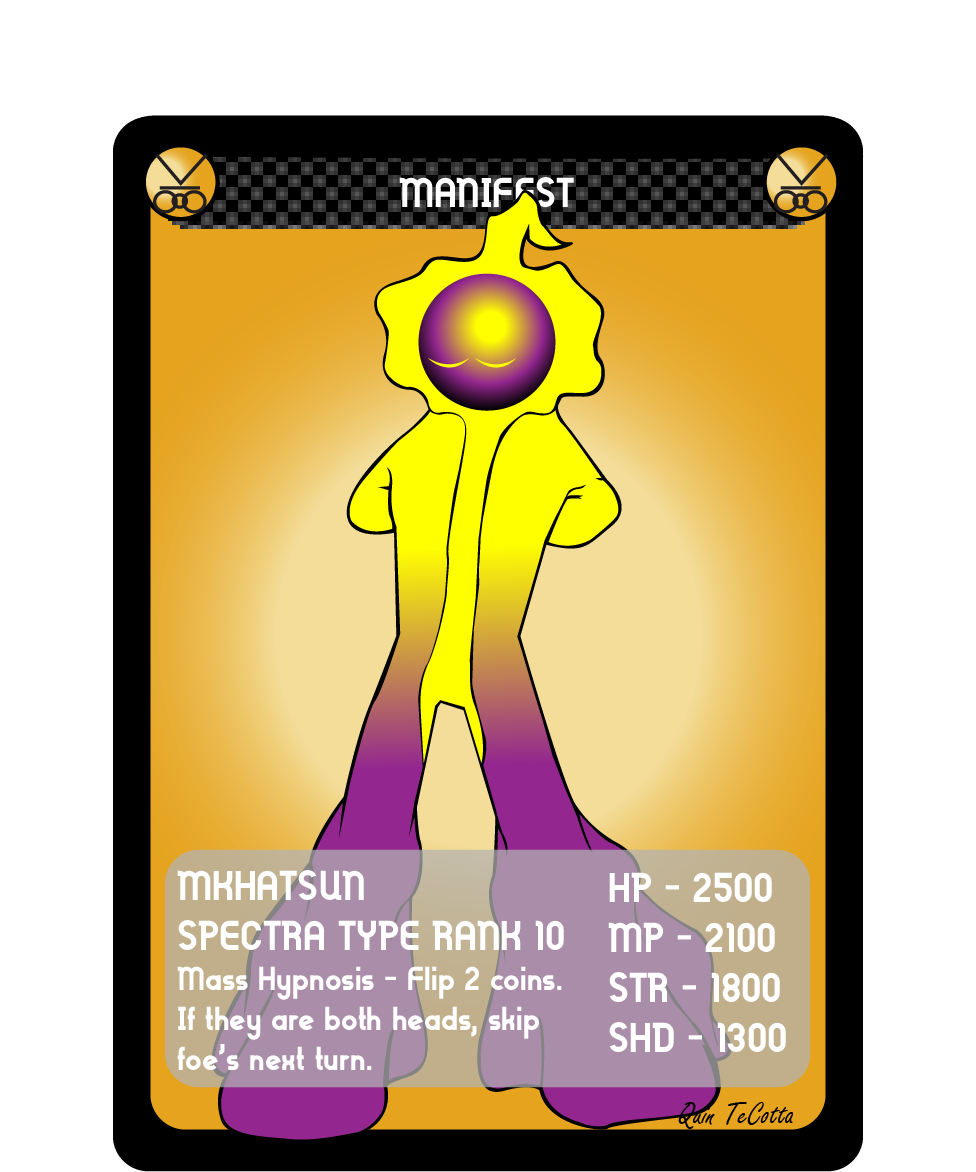 MANIFEST
MKHATSUN
SPECTRA TYPE RANK 10
Mass Hypnosis - Flip 2 coins.
If they are both heads, skip
foe's next turn.
HP - 2500
MP - 2100
STR - 1800
SHD - 1300
Quin TeCotta